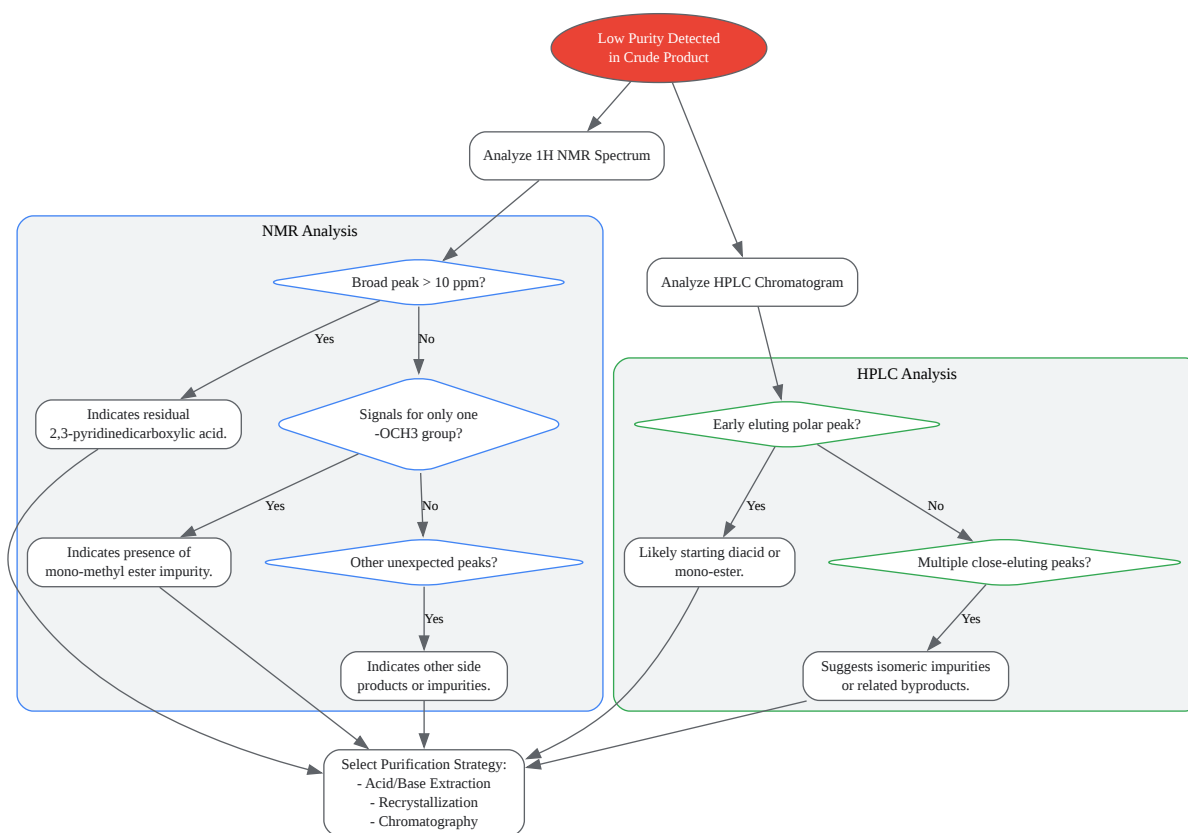 Low Purity Detected
in Crude Product
Analyze 1H NMR Spectrum
NMR Analysis
Broad peak > 10 ppm?
Analyze HPLC Chromatogram
Yes
No
HPLC Analysis
Indicates residual
2,3-pyridinedicarboxylic acid.
Signals for only one
-OCH3 group?
Early eluting polar peak?
Yes
No
Yes
No
Indicates presence of
mono-methyl ester impurity.
Other unexpected peaks?
Likely starting diacid or
mono-ester.
Multiple close-eluting peaks?
Yes
Yes
Indicates other side
products or impurities.
Suggests isomeric impurities
or related byproducts.
Select Purification Strategy:
- Acid/Base Extraction
- Recrystallization
- Chromatography